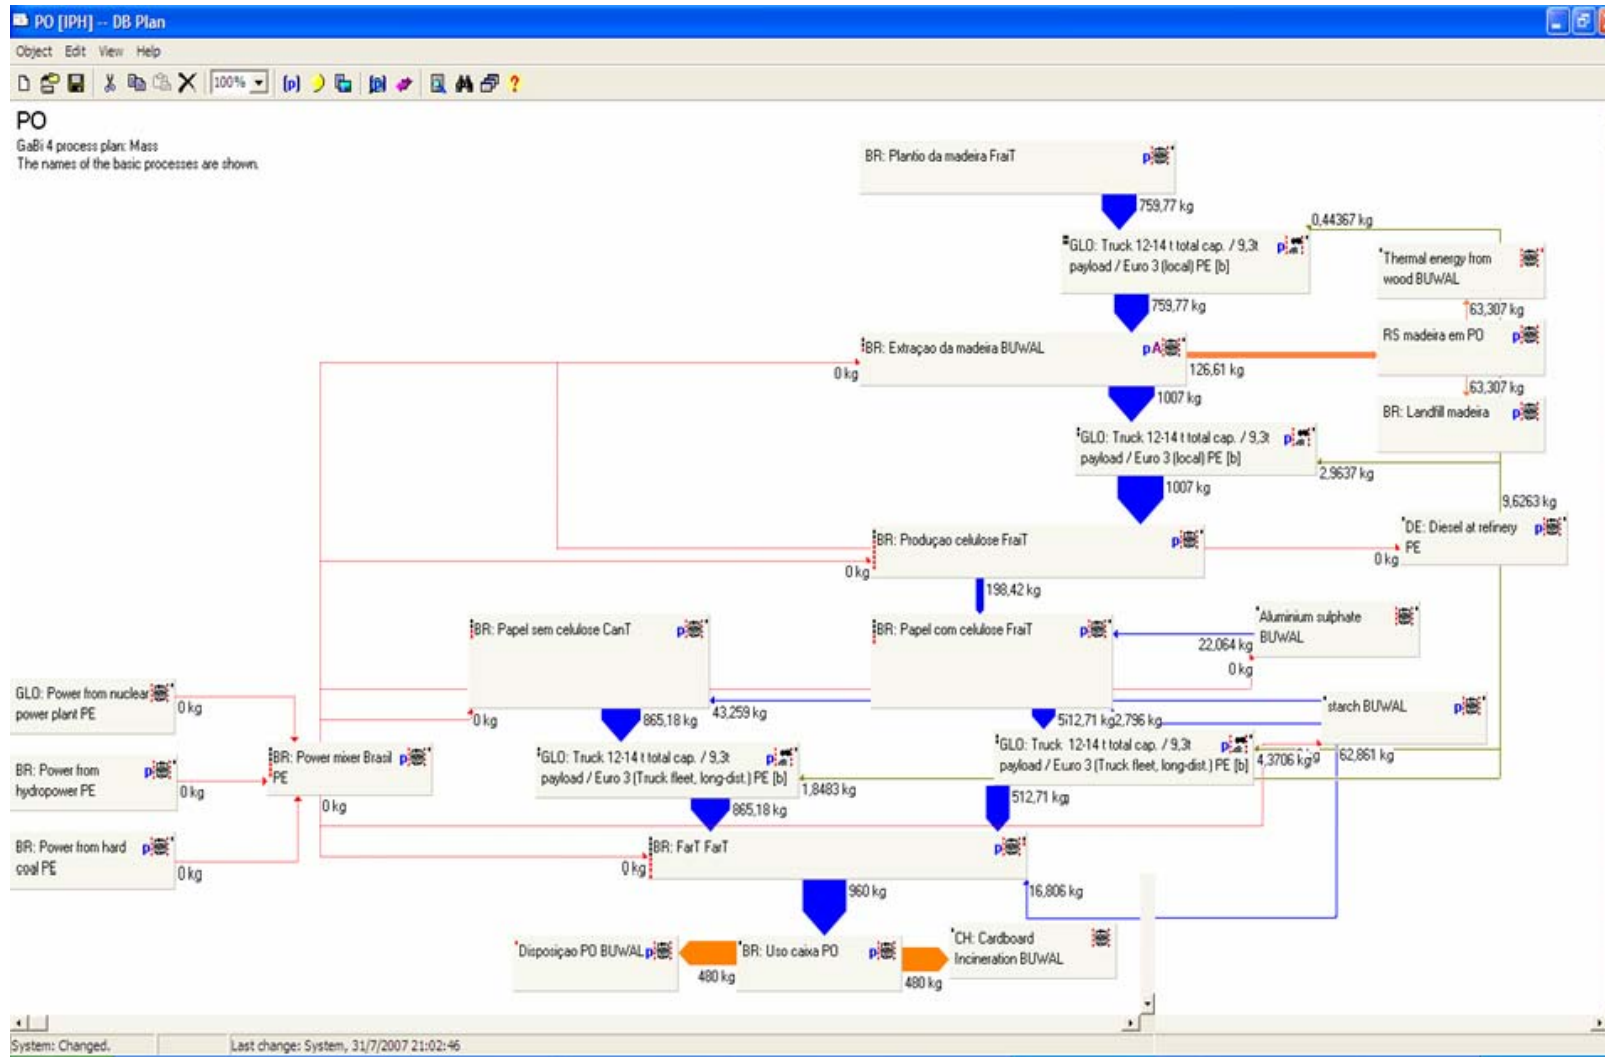 PO [IPH] -- DB Plan
Object Edit View Help
100%
PO
GaBi 4 process plan: Mass
The names of the basic processes are shown.
BR: Plantio da madeira FraiT
759,77 kg
0,44367 kg
GLO: Truck 12-14 t total cap. / 9,3t
payload / Euro 3 (local) PE [b]
Thermal energy from
wood BUWAL
759,77 kg
63,307 kg
BR: Extraçao da madeira BUWAL
RS madeira em PO
0 kg
126,61 kg
63,307 kg
1007 kg
BR: Landfill madeira
GLO: Truck 12-14 t total cap. / 9,3t
payload / Euro 3 (local) PE [b]
2,9637 kg
1007 kg
9,6263 kg
BR: Produçao celulose FraiT
DE: Diesel at refinery
PE
0 kg
0 kg
198,42 kg
BR: Papel sem celulose CanT
BR: Papel com celulose FraiT
Aluminium sulphate
BUWAL
22,064 kg
0 kg
GLO: Power from nuclear
power plant PE
0 kg
0 kg
865,18 kg
43,259 kg
512,71 kg
2,796 kg
starch BUWAL
BR: Power mixer Brasil
PE
0 kg
GLO: Truck 12-14 t total cap. / 9,3t
payload / Euro 3 (Truck fleet, long-dist.) PE [b]
GLO: Truck 12-14 t total cap. / 9,3t
payload / Euro 3 (Truck fleet, long-dist.) PE [b]
4,3706 kg
62,861 kg
BR: Power from
hydropower PE
0 kg
1,8483 kg
865,18 kg
512,71 kg
BR: Power from hard
coal PE
0 kg
BR: FarT FarT
0 kg
960 kg
16,806 kg
Disposiçao PO BUWAL
BR: Uso caixa PO
CH: Cardboard
Incineration BUWAL
480 kg
480 kg
System: Changed.
Last change: System, 31/7/2007 21:02:46